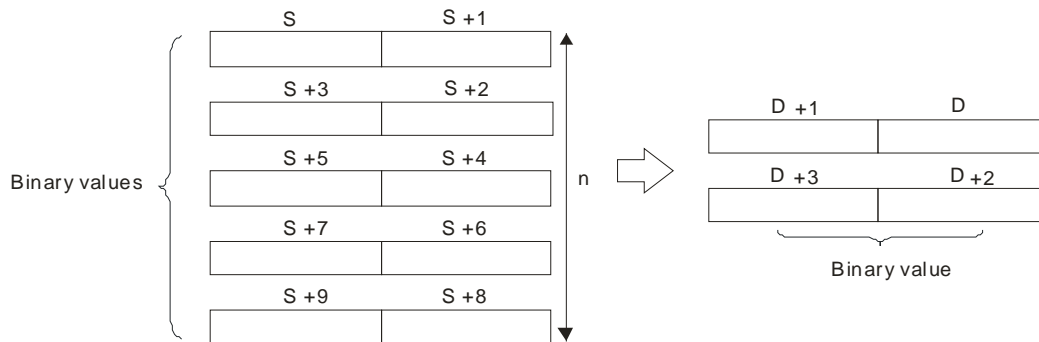 S S +1
S +3 S +2
S +5 S +4
S +7 S +6
S +9 S +8
Binary values
n
D +1 D
D +3 D +2
Binary value